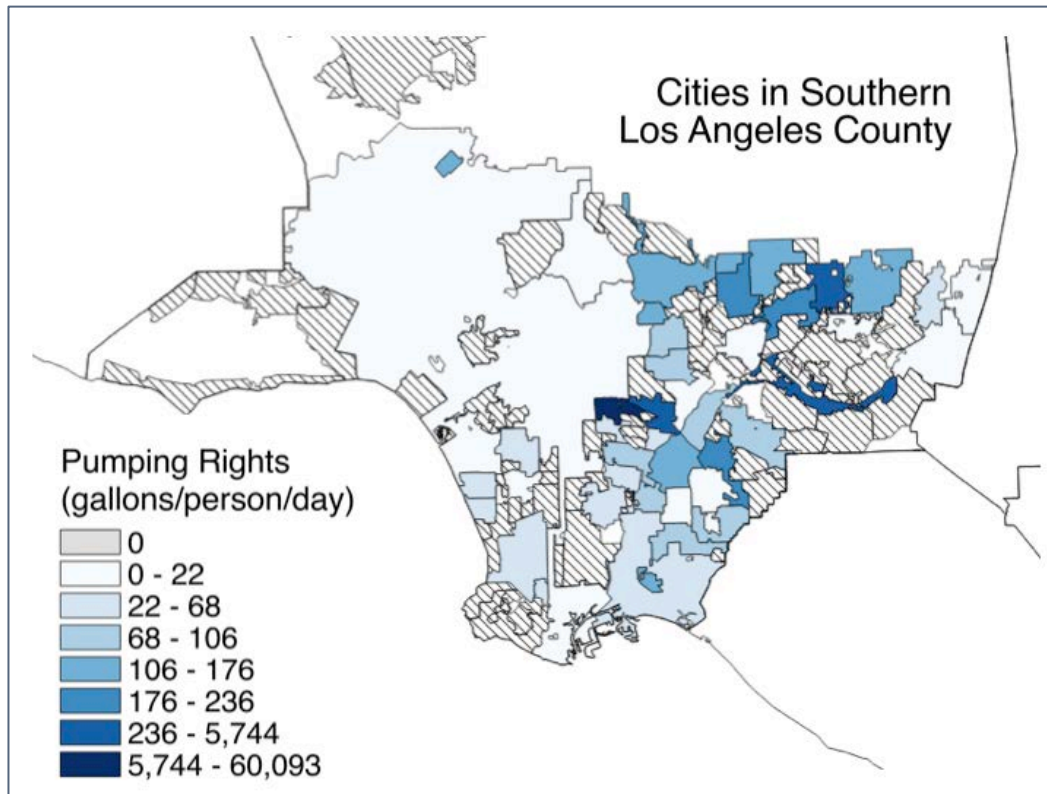 Cities in Southern
Los Angeles County
Pumping Rights
(gallons/person/day)
0
0 - 22
22 - 68
68 - 106
106 - 176
176 - 236
236 - 5,744
5,744 - 60,093